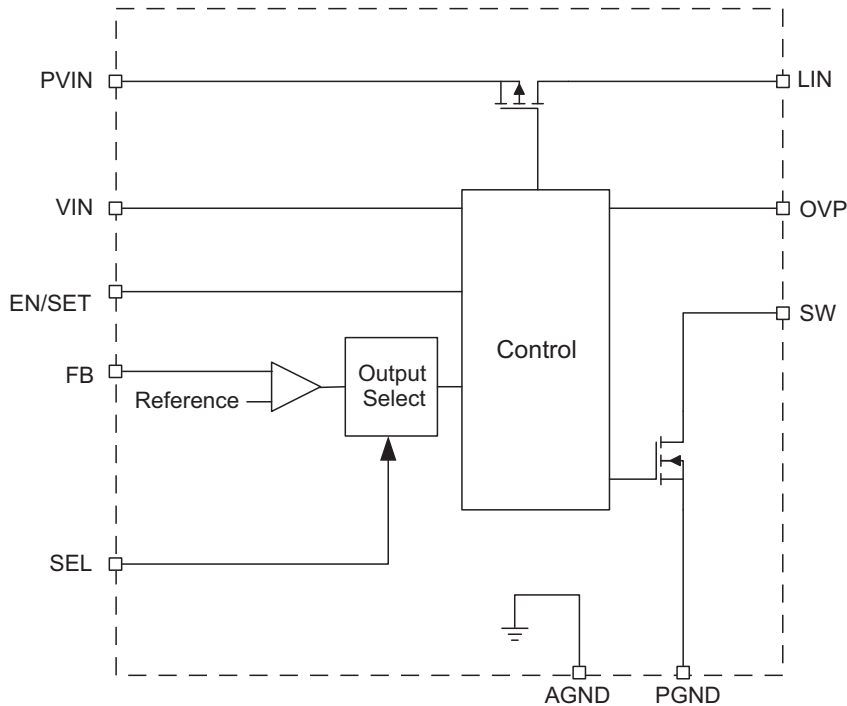 PVIN
LIN
VIN
OVP
EN/SET
SW
FB
Reference
Output
Select
Control
SEL
AGND
PGND